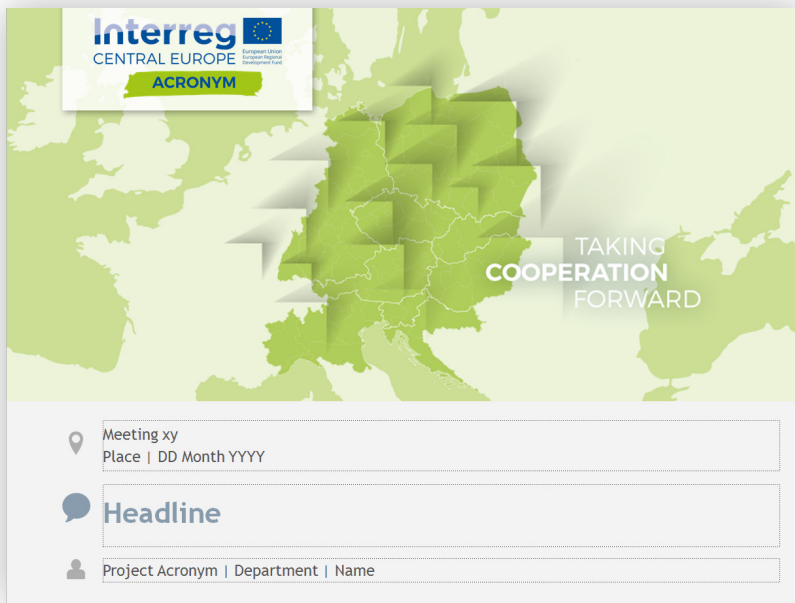 Interreg
CENTRAL EUROPE
European Union
European Regional
Development Fund
ACRONYM
TAKING
COOPERATION
FORWARD
Meeting xy
Place | DD Month YYYY
Headline
Project Acronym | Department | Name